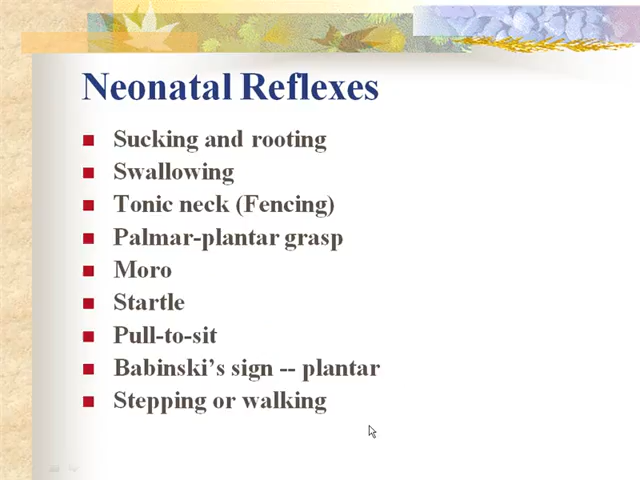 Neonatal Reflexes
Sucking and rooting
Swallowing
Tonic neck (Fencing)
Palmar-plantar grasp
Moro
Startle
Pull-to-sit
Babinski’s sign -- plantar
Stepping or walking